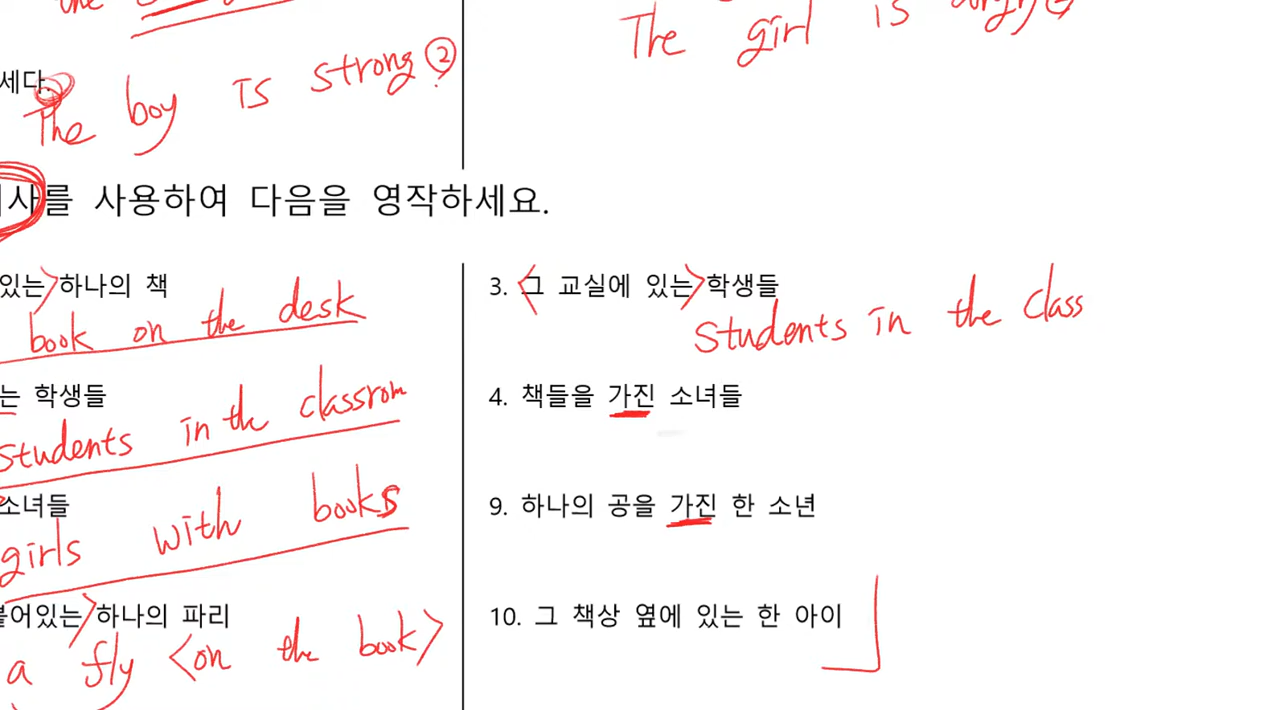 the
The girl is angry ②
세다.
The boy is strong ②
사를 사용하여 다음을 영작하세요.
있는>하나의 책
book on the desk
는 학생들
students in the classrom
소녀들
girls with books
붙어있는>하나의 파리
a fly <on the book>
3. <그 교실에 있는>학생들
students in the class
4. 책들을 가진 소녀들
9. 하나의 공을 가진 한 소년
10. 그 책상 옆에 있는 한 아이